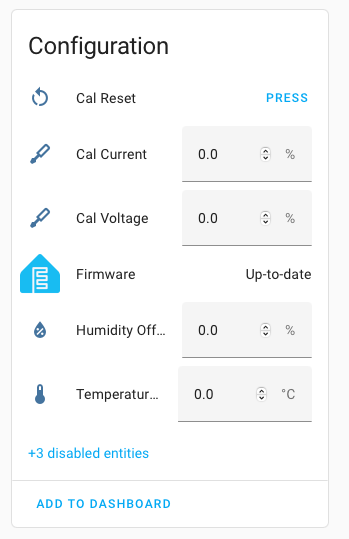 Configuration
Cal Reset PRESS
Cal Current 0.0 %
Cal Voltage 0.0 %
Firmware Up-to-date
Humidity Off... 0.0 %
Temperatur... 0.0 °C
+3 disabled entities
ADD TO DASHBOARD